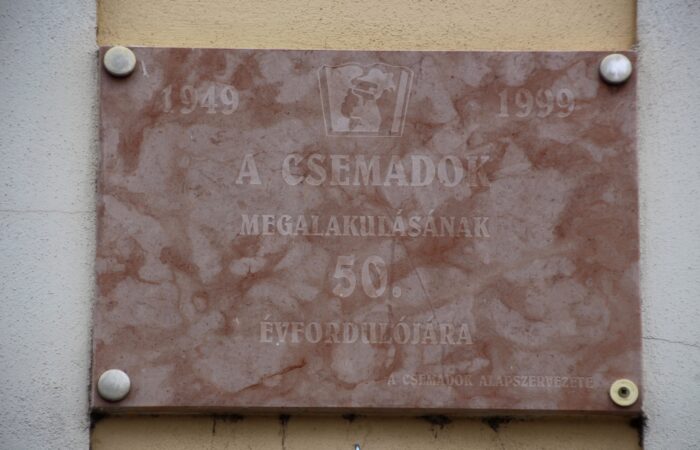 1949 1999
A CSEMADOK
MEGALAKULÁSÁNAK
50.
ÉVFORDULÓJÁRA
A CSEMADOK ALAPSZERVEZETE